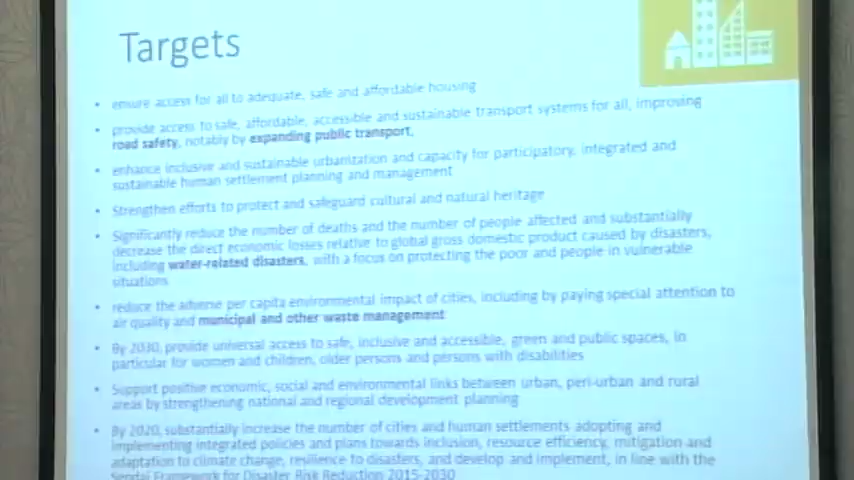 Targets
• ensure access for all to adequate, safe and affordable housing
• provide access to safe, affordable, accessible and sustainable transport systems for all, improving
road safety, notably by expanding public transport,
• enhance inclusive and sustainable urbanization and capacity for participatory, integrated and
sustainable human settlement planning and management
• Strengthen efforts to protect and safeguard cultural and natural heritage
• Significantly reduce the number of deaths and the number of people affected and substantially
decrease the direct economic losses relative to global gross domestic product caused by disasters,
including water-related disasters, with a focus on protecting the poor and people in vulnerable
situations
• reduce the adverse per capita environmental impact of cities, including by paying special attention to
air quality and municipal and other waste management
• By 2030, provide universal access to safe, inclusive and accessible, green and public spaces, in
particular for women and children, older persons and persons with disabilities
• Support positive economic, social and environmental links between urban, peri-urban and rural
areas by strengthening national and regional development planning
• By 2020, substantially increase the number of cities and human settlements adopting and
implementing integrated policies and plans towards inclusion, resource efficiency, mitigation and
adaptation to climate change, resilience to disasters, and develop and implement, in line with the
Sendai Framework for Disaster Risk Reduction 2015-2030